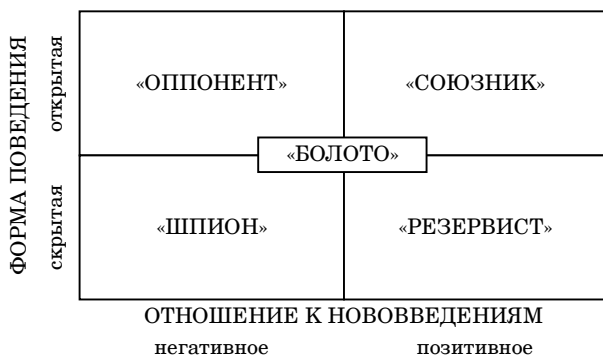 ФОРМА ПОВЕДЕНИЯ
открытая
скрытая
«ОППОНЕНТ»
«СОЮЗНИК»
«БОЛОТО»
«ШПИОН»
«РЕЗЕРВИСТ»
ОТНОШЕНИЕ К НОВОВВЕДЕНИЯМ
негативное
позитивное